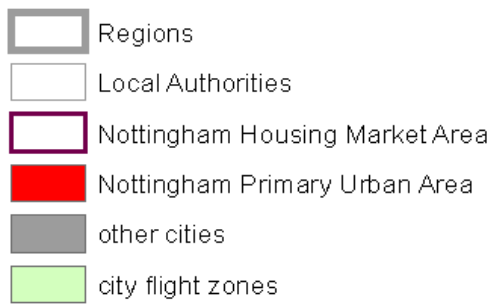 Regions
Local Authorities
Nottingham Housing Market Area
Nottingham Primary Urban Area
other cities
city flight zones